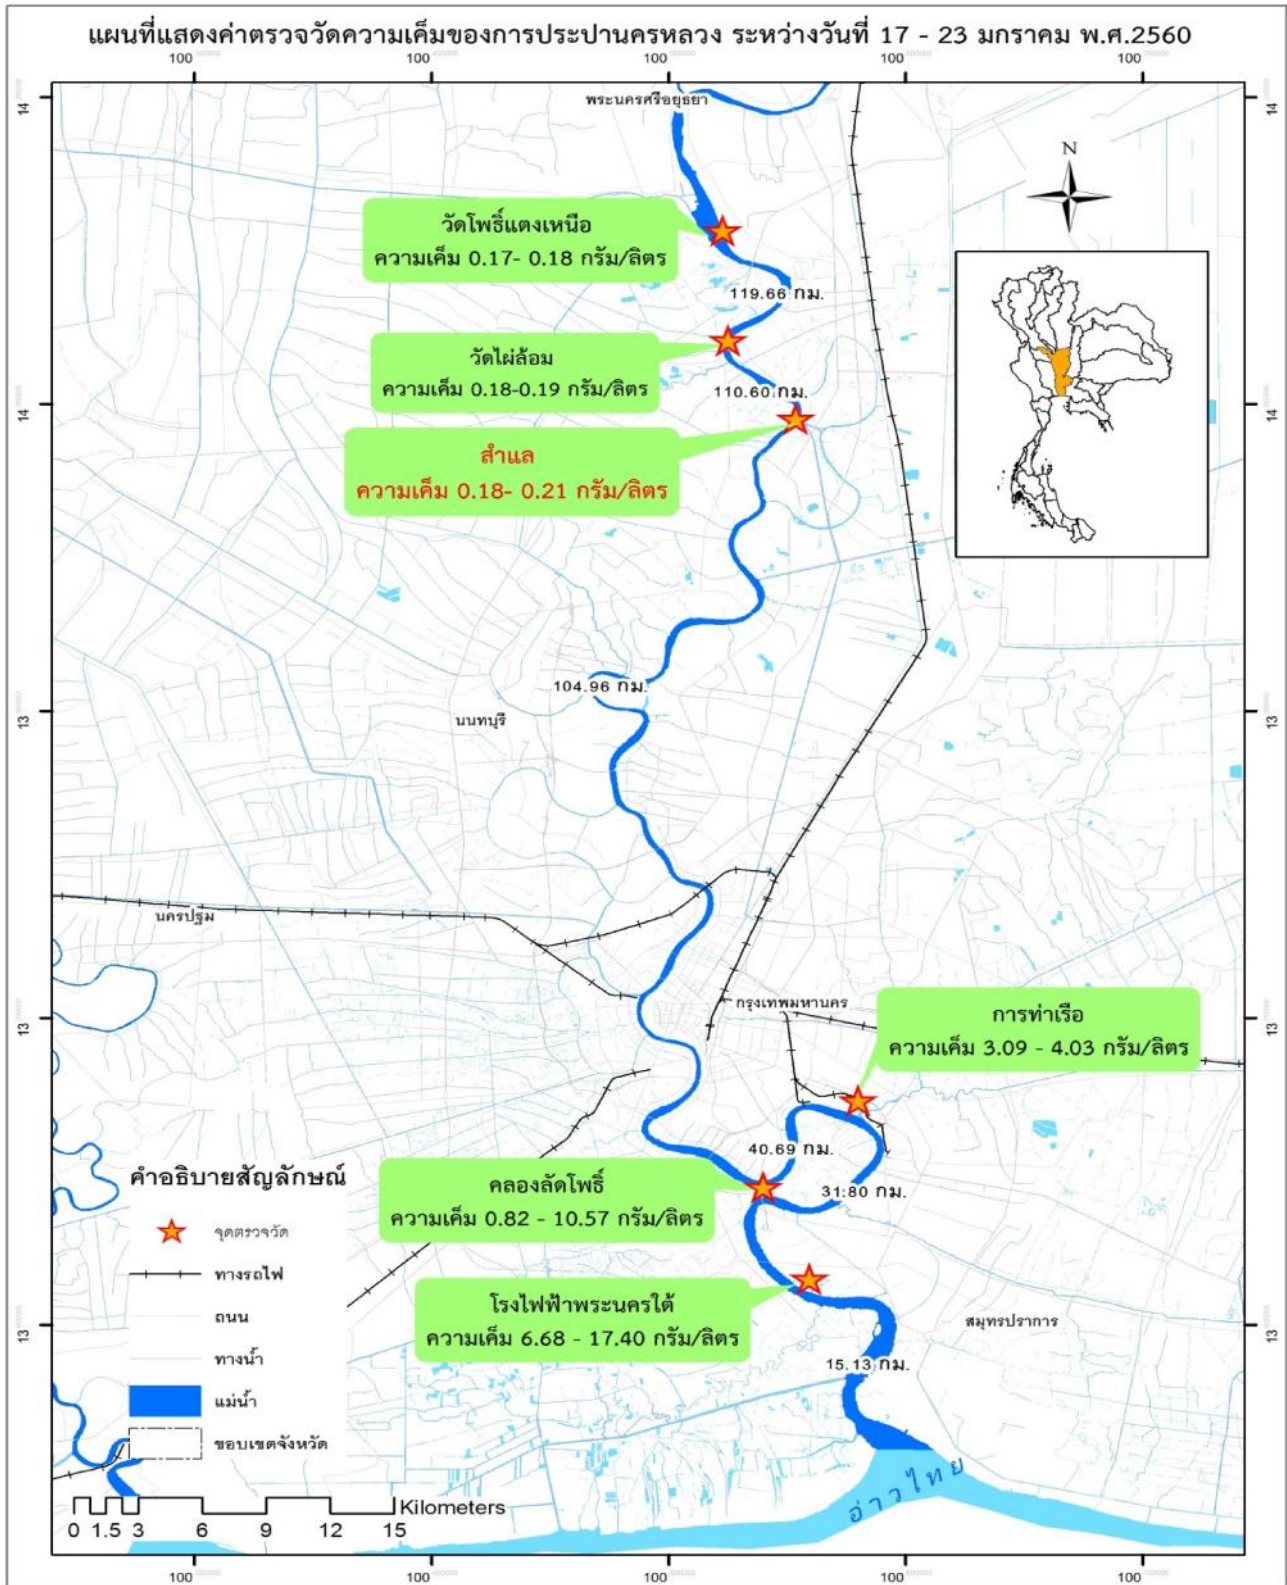 แผนที่แสดงค่าตรวจวัดความเค็มของการประปานครหลวง ระหว่างวันที่ 17 - 23 มกราคม พ.ศ.2560
พระนครศรีอยุธยา
N
วัดโพธิ์แตงเหนือ
ความเค็ม 0.17- 0.18 กรัม/ลิตร
119.66 กม.
วัดไผ่ล้อม
ความเค็ม 0.18-0.19 กรัม/ลิตร
110.60 กม.
สำแล
ความเค็ม 0.18- 0.21 กรัม/ลิตร
104.96 กม.
นนทบุรี
นครปฐม
กรุงเทพมหานคร
การท่าเรือ
ความเค็ม 3.09 - 4.03 กรัม/ลิตร
40.69 กม.
คลองลัดโพธิ์
ความเค็ม 0.82 - 10.57 กรัม/ลิตร
31.80 กม.
โรงไฟฟ้าพระนครใต้
ความเค็ม 6.68 - 17.40 กรัม/ลิตร
สมุทรปราการ
15.13 กม.
อ่าวไทย
คำอธิบายสัญลักษณ์
จุดตรวจวัด
ทางรถไฟ
ถนน
ทางน้ำ
แม่น้ำ
ขอบเขตจังหวัด
Kilometers
0 1.5 3 6 9 12 15